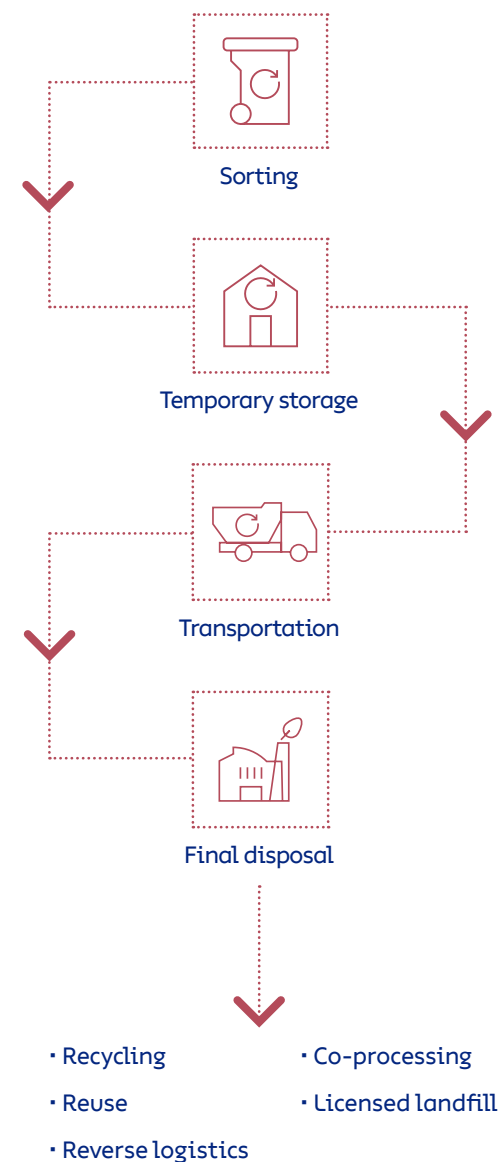 Sorting
Temporary storage
Transportation
Final disposal
· Recycling
· Reuse
· Reverse logistics
· Co-processing
· Licensed landfill